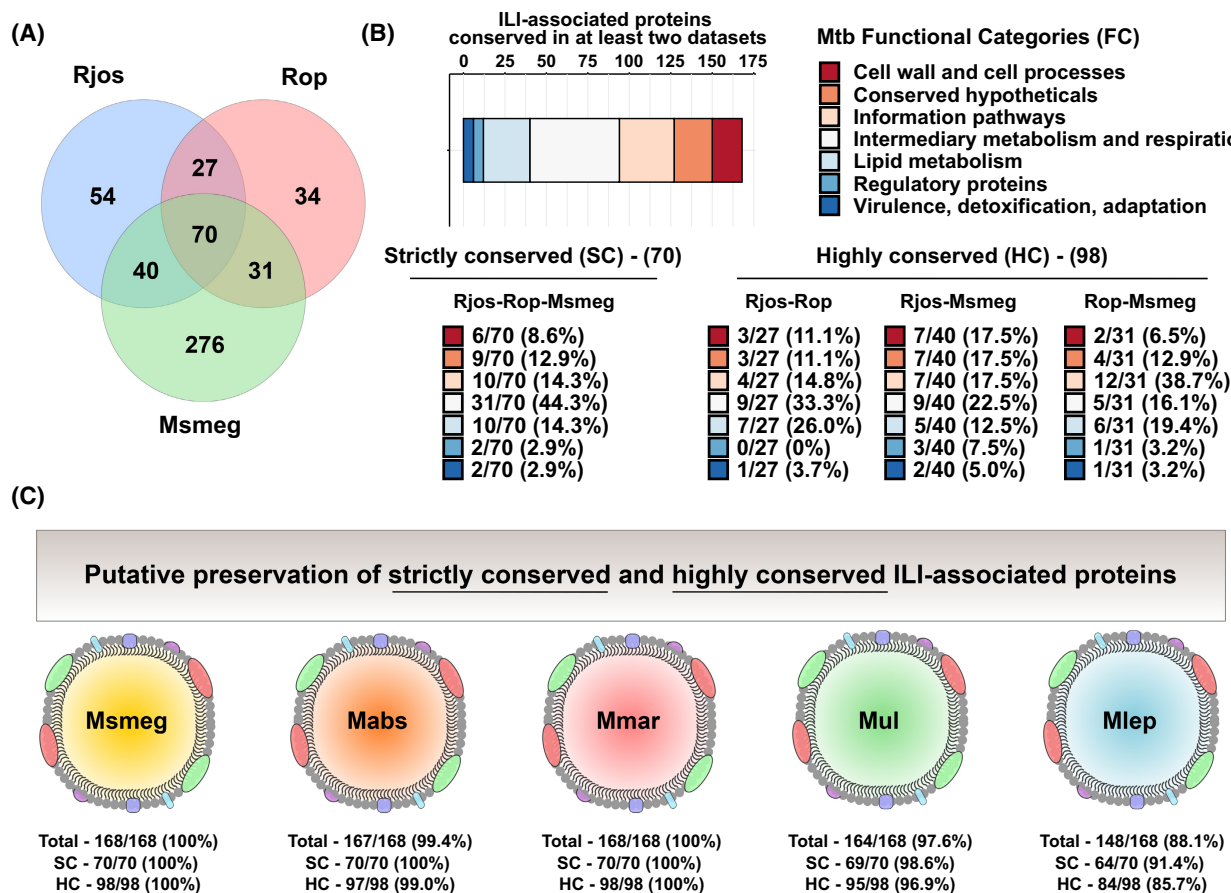 (A)
Rjos
Rop
54
27
34
70
40
31
276
Msmeg
(B)
ILI-associated proteins
conserved in at least two datasets
0 25 50 75 100 125 150 175
Mtb Functional Categories (FC)
Cell wall and cell processes
Conserved hypotheticals
Information pathways
Intermediary metabolism and respiratio
Lipid metabolism
Regulatory proteins
Virulence, detoxification, adaptation
Strictly conserved (SC) - (70)
Rjos-Rop-Msmeg
6/70 (8.6%)
9/70 (12.9%)
10/70 (14.3%)
31/70 (44.3%)
10/70 (14.3%)
2/70 (2.9%)
2/70 (2.9%)
Highly conserved (HC) - (98)
Rjos-Rop
3/27 (11.1%)
3/27 (11.1%)
4/27 (14.8%)
9/27 (33.3%)
7/27 (26.0%)
0/27 (0%)
1/27 (3.7%)
Rjos-Msmeg
7/40 (17.5%)
7/40 (17.5%)
7/40 (17.5%)
9/40 (22.5%)
5/40 (12.5%)
3/40 (7.5%)
2/40 (5.0%)
Rop-Msmeg
2/31 (6.5%)
4/31 (12.9%)
12/31 (38.7%)
5/31 (16.1%)
6/31 (19.4%)
1/31 (3.2%)
1/31 (3.2%)
(C)
Putative preservation of strictly conserved and highly conserved ILI-associated proteins
Msmeg
Total - 168/168 (100%)
SC - 70/70 (100%)
HC - 98/98 (100%)
Mabs
Total - 167/168 (99.4%)
SC - 70/70 (100%)
HC - 97/98 (99.0%)
Mmar
Total - 168/168 (100%)
SC - 70/70 (100%)
HC - 98/98 (100%)
Mul
Total - 164/168 (97.6%)
SC - 69/70 (98.6%)
HC - 95/98 (96.9%)
Mlep
Total - 148/168 (88.1%)
SC - 64/70 (91.4%)
HC - 84/98 (85.7%)